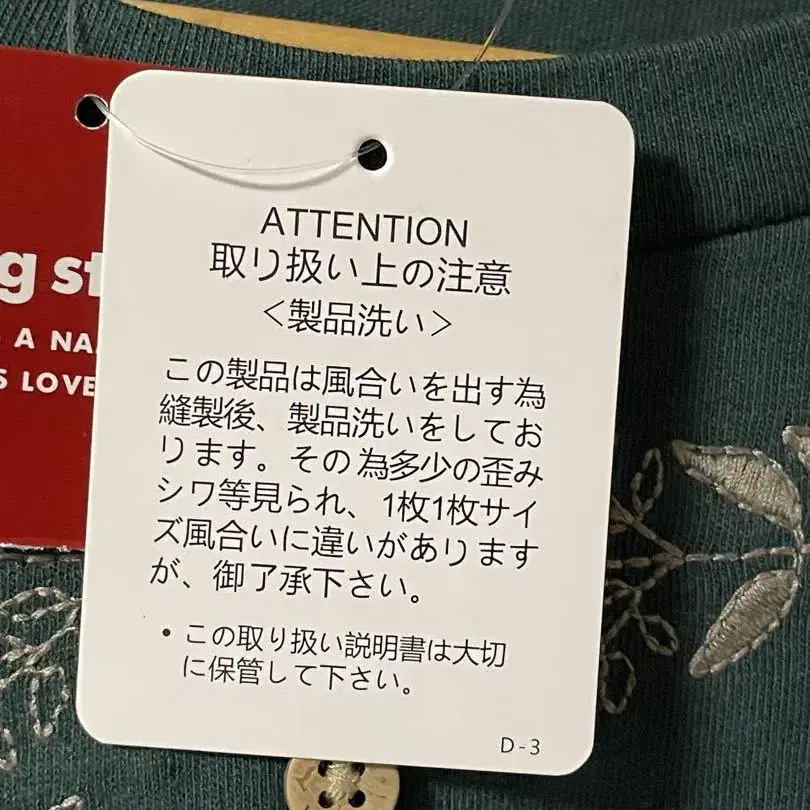 ATTENTION
取り扱い上の注意
＜製品洗い＞
この製品は風合いを出す為
縫製後、製品洗いをしてお
ります。その為多少の歪み
シワ等見られ、1枚1枚サイ
ズ風合いに違いがあります
が、御了承下さい。
・この取り扱い説明書は大切
に保管して下さい。
D-3
A
LOVE